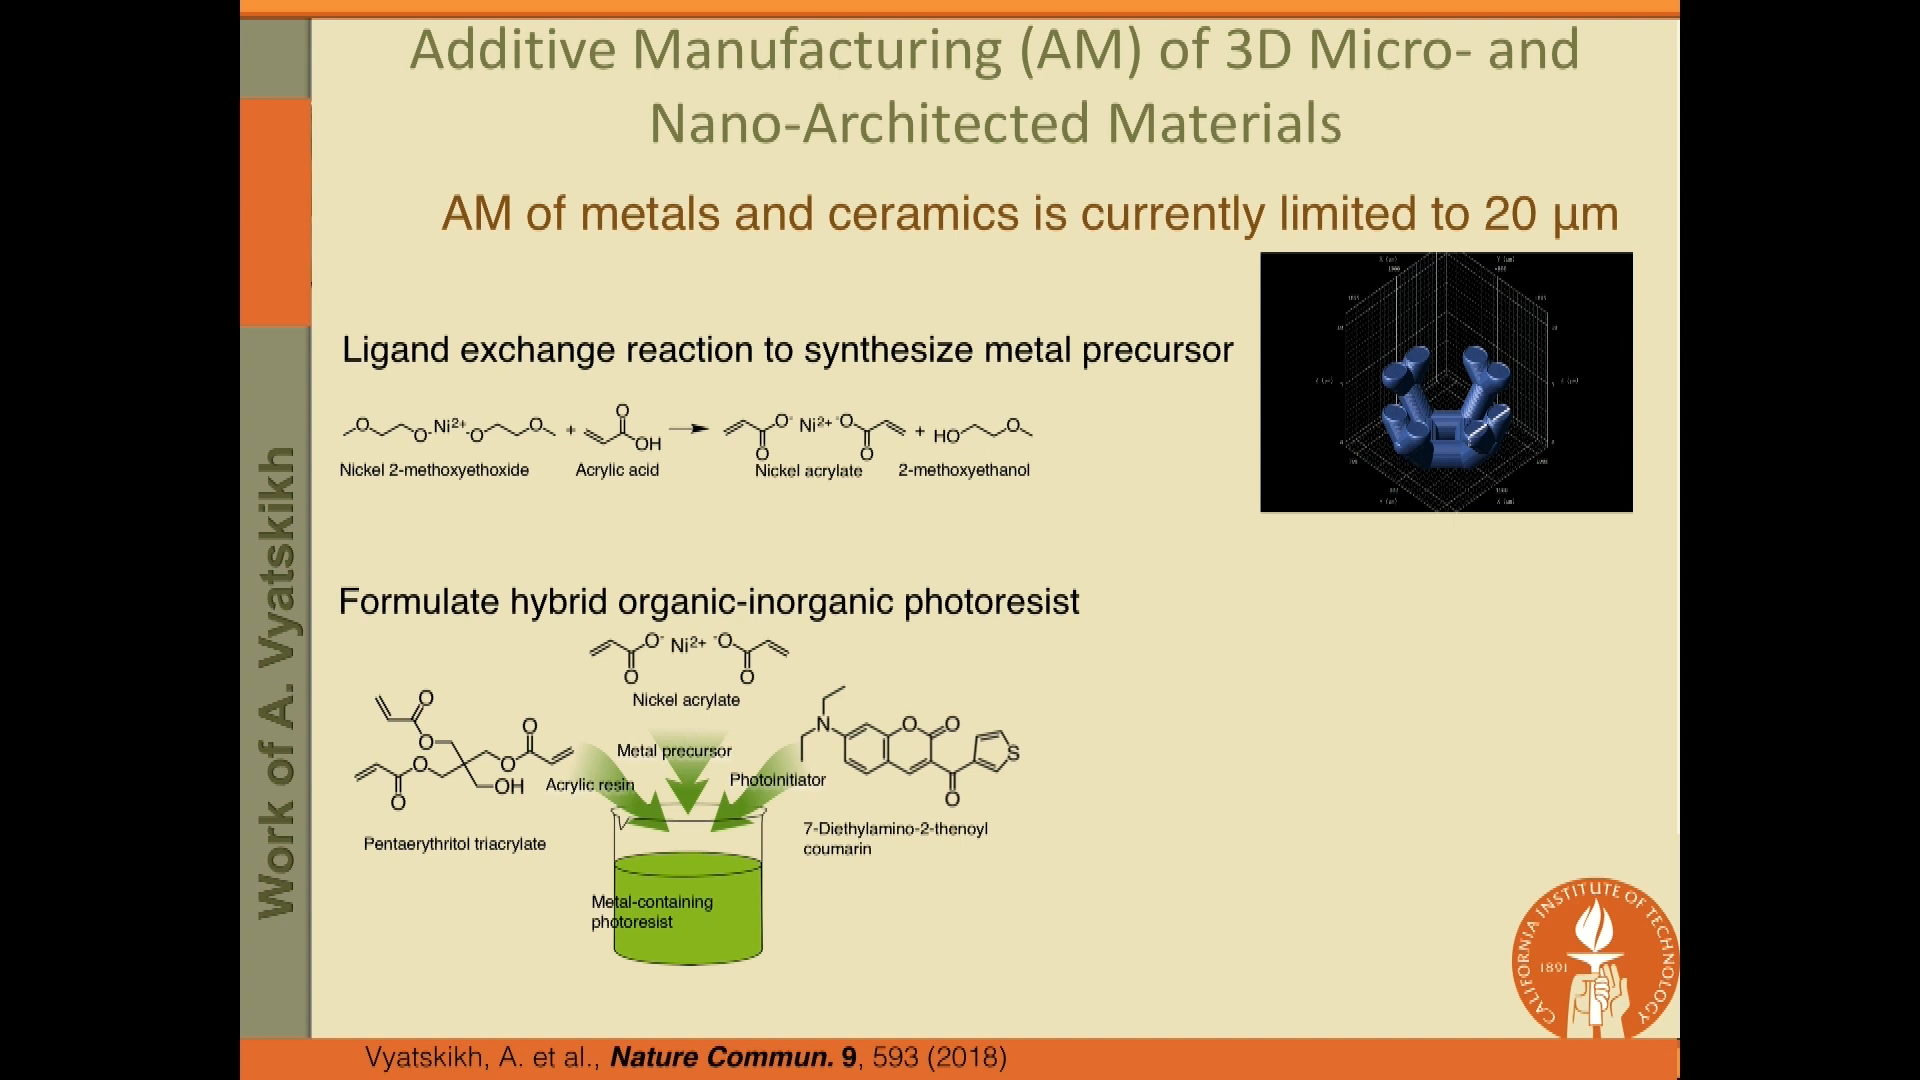 Additive Manufacturing (AM) of 3D Micro- and
Nano-Architected Materials
AM of metals and ceramics is currently limited to 20 µm
Work of A. Vyatskikh
Ligand exchange reaction to synthesize metal precursor
O O Ni2+ O O + O OH O- Ni2+ -O O O + HO O
Nickel 2-methoxyethoxide Acrylic acid Nickel acrylate 2-methoxyethanol
Formulate hybrid organic-inorganic photoresist
O- Ni2+ -O
O O
Nickel acrylate
O O O O O OH O
N O O S O
Metal precursor
Acrylic resin
Photoinitiator
Pentaerythritol triacrylate
7-Diethylamino-2-thenoyl
coumarin
Metal-containing
photoresist
CALIFORNIA INSTITUTE OF TECHNOLOGY
1891
Vyatskikh, A. et al., Nature Commun. 9, 593 (2018)